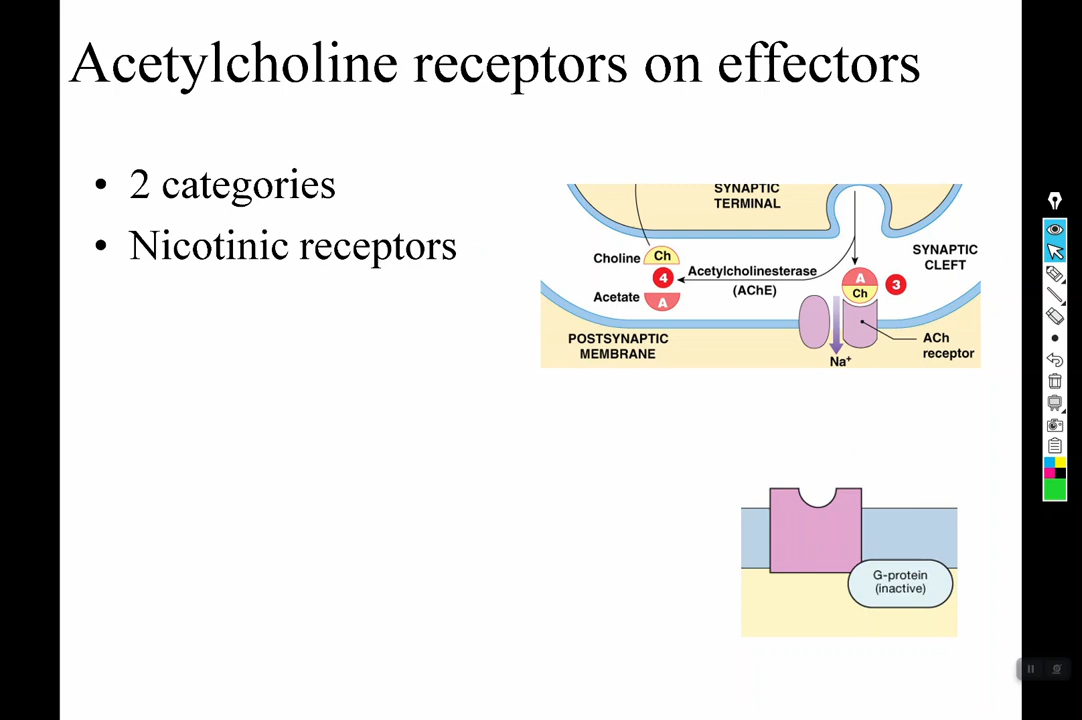 Acetylcholine receptors on effectors
• 2 categories
• Nicotinic receptors
SYNAPTIC
TERMINAL
SYNAPTIC
CLEFT
Choline
Ch
4
Acetylcholinesterase
(AChE)
Acetate
A
A
Ch
3
POSTSYNAPTIC
MEMBRANE
Na⁺
ACh
receptor
G-protein
(inactive)